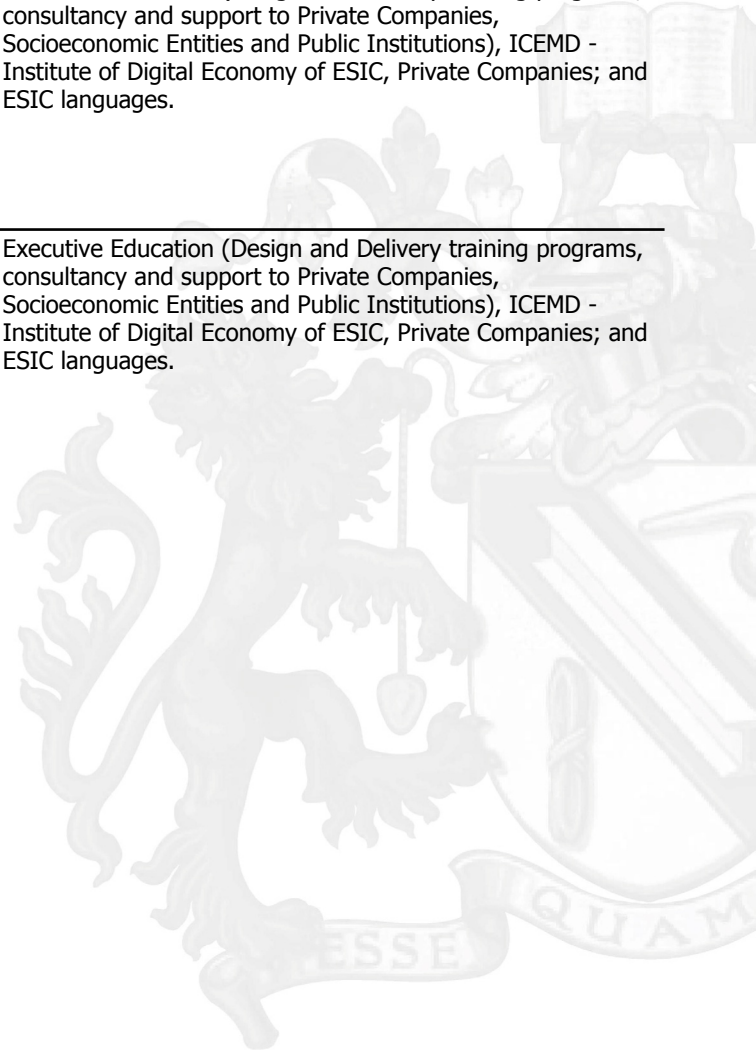 consultancy and support to Private Companies,
Socioeconomic Entities and Public Institutions), ICEMD -
Institute of Digital Economy of ESIC, Private Companies; and
ESIC languages.
Executive Education (Design and Delivery training programs,
consultancy and support to Private Companies,
Socioeconomic Entities and Public Institutions), ICEMD -
Institute of Digital Economy of ESIC, Private Companies; and
ESIC languages.
ESSE QUAM